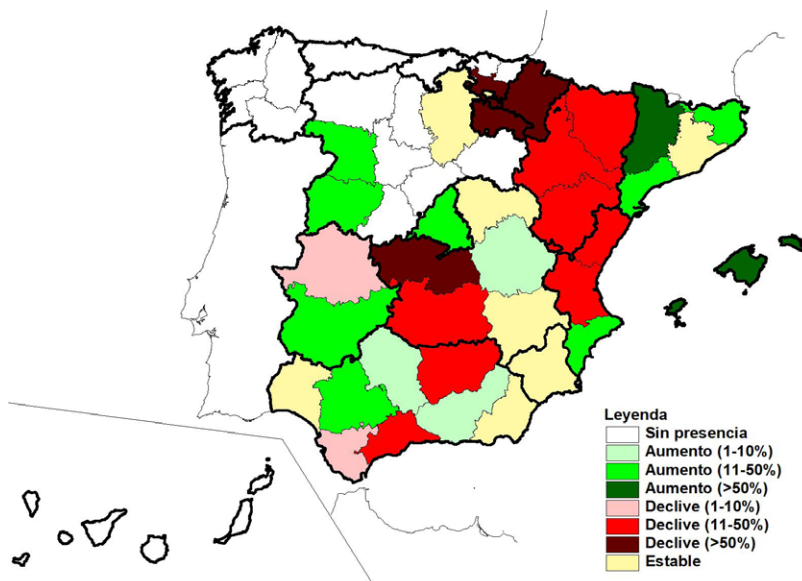 Leyenda
Sin presencia
Aumento (1-10%)
Aumento (11-50%)
Aumento (>50%)
Declive (1-10%)
Declive (11-50%)
Declive (>50%)
Estable